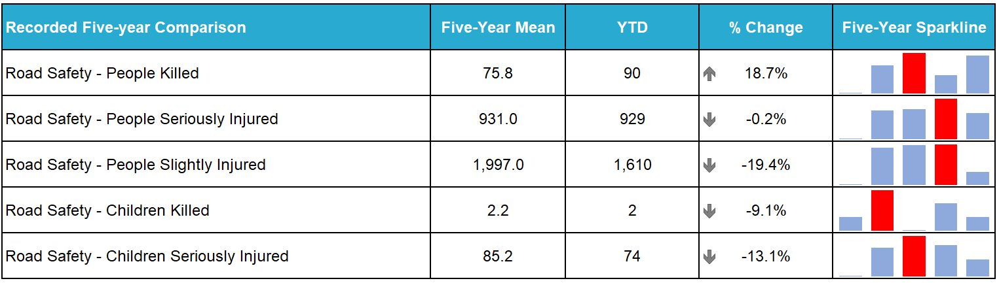 Recorded Five-year Comparison Five-Year Mean YTD % Change Five-Year Sparkline
Road Safety - People Killed 75.8 90 18.7%
Road Safety - People Seriously Injured 931.0 929 -0.2%
Road Safety - People Slightly Injured 1,997.0 1,610 -19.4%
Road Safety - Children Killed 2.2 2 -9.1%
Road Safety - Children Seriously Injured 85.2 74 -13.1%